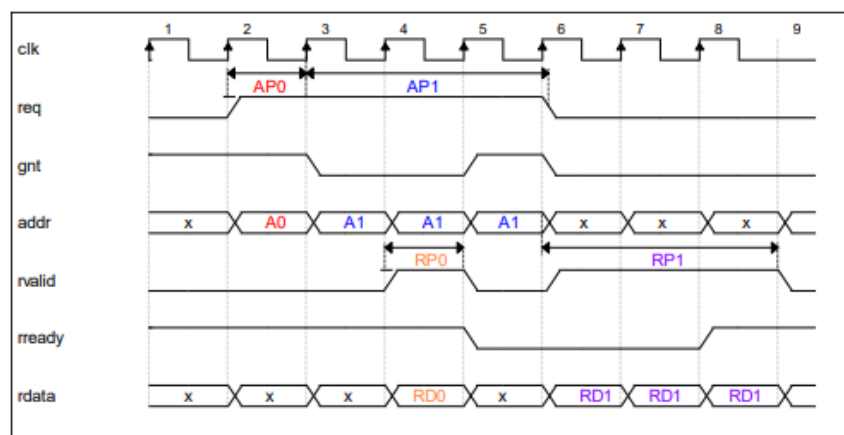 1 2 3 4 5 6 7 8 9
clk
AP0 AP1
req
gnt
addr x A0 A1 A1 A1 x x x
RP0 RP1
rvalid
rready
rdata x x x RD0 x RD1 RD1 RD1